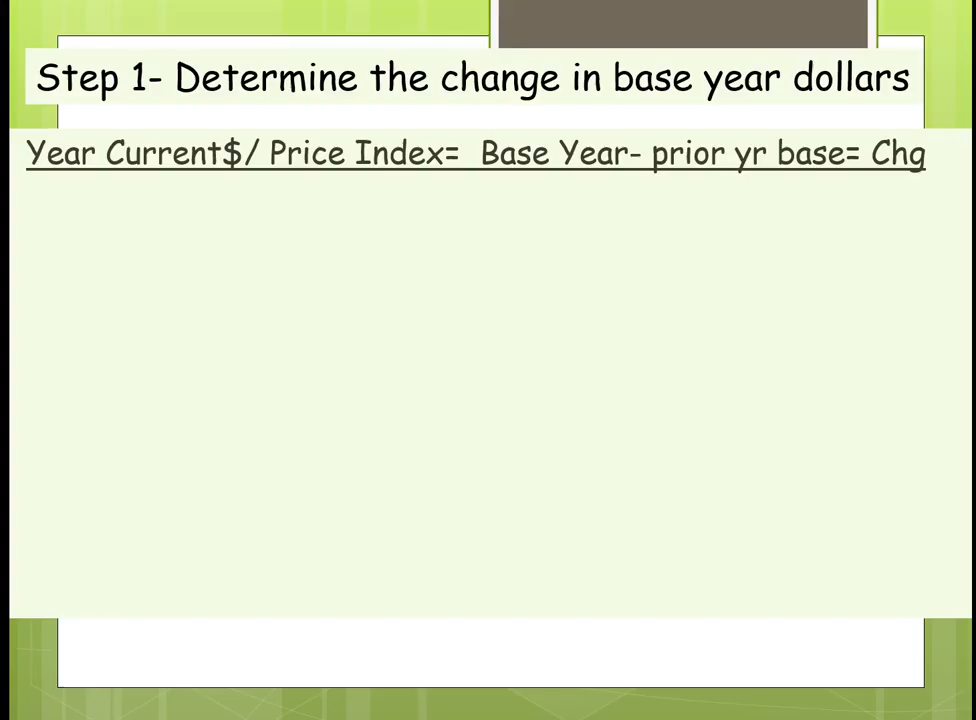 Step 1- Determine the change in base year dollars
Year Current$/ Price Index=  Base Year- prior yr base= Chg